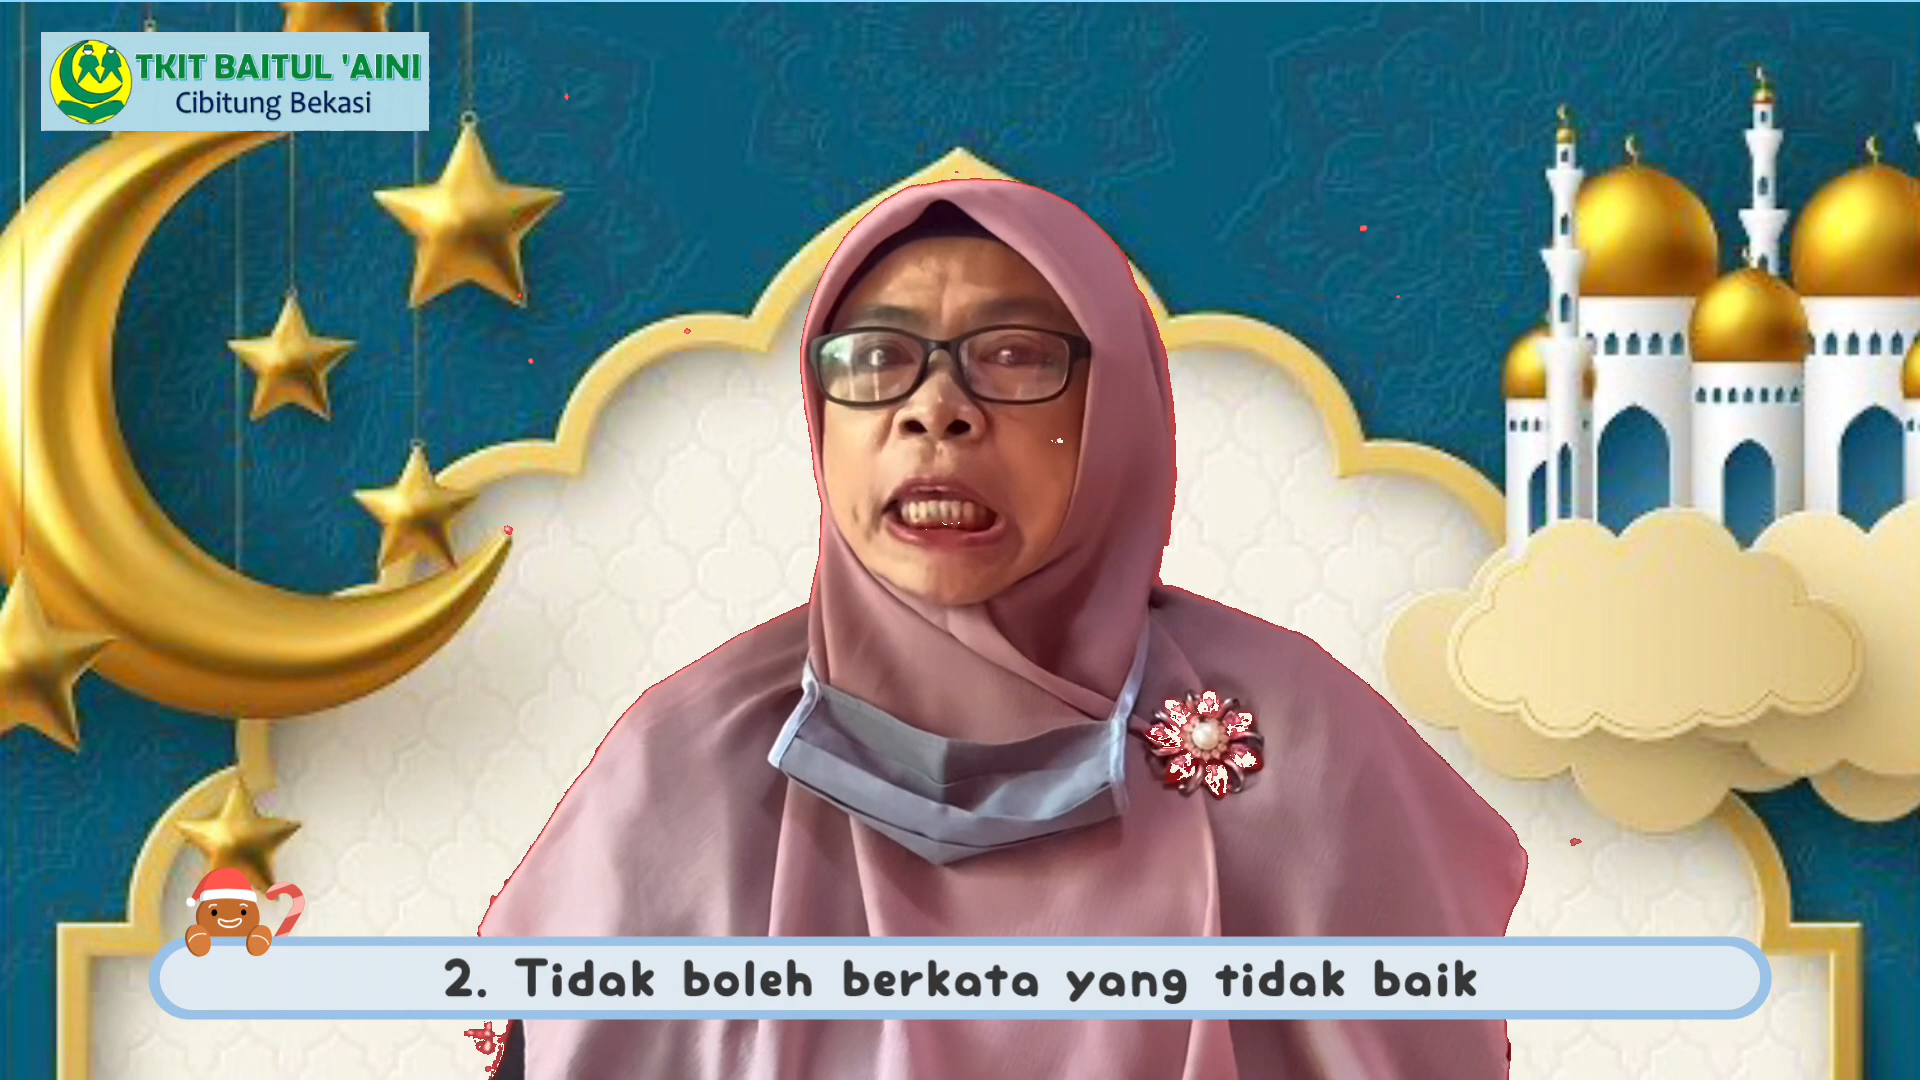 TKIT BAITUL 'AINI
Cibitung Bekasi
2. Tidak boleh berkata yang tidak baik